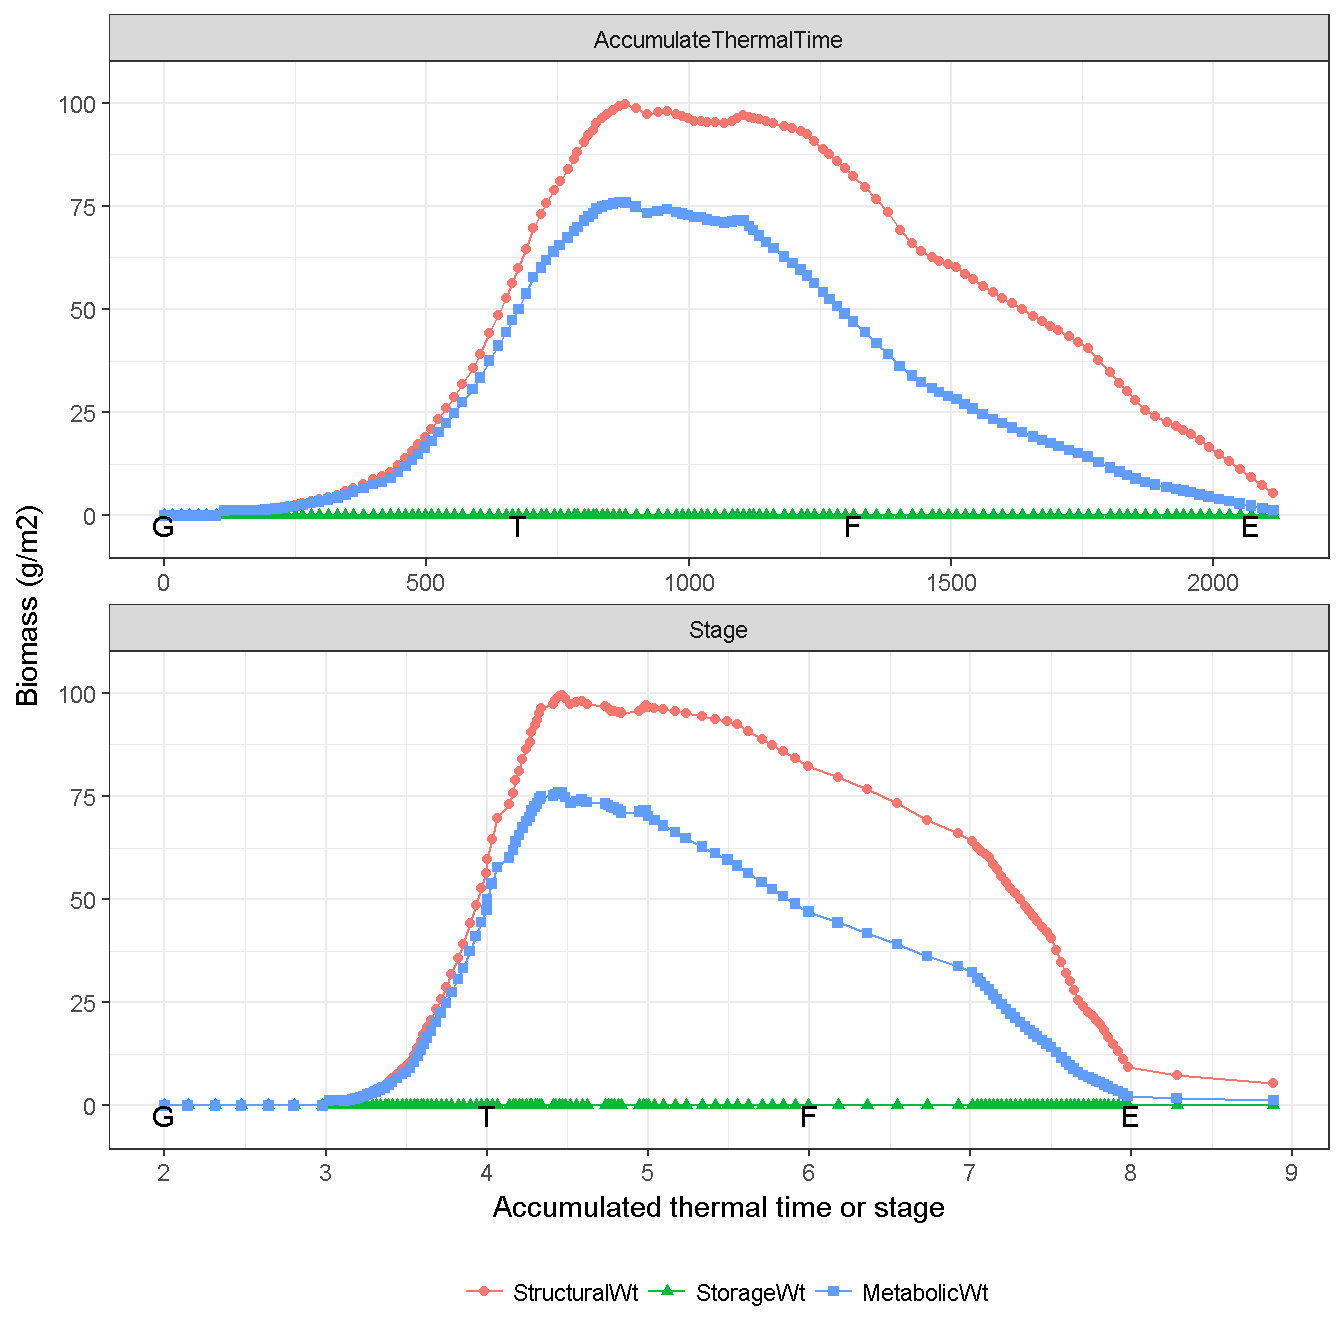 AccumulateThermalTime
100
75
50
25
0
G T F E
0 500 1000 1500 2000
Biomass (g/m2)
Stage
100
75
50
25
0
G T F E
2 3 4 5 6 7 8 9
Accumulated thermal time or stage
StructuralWt StorageWt MetabolicWt